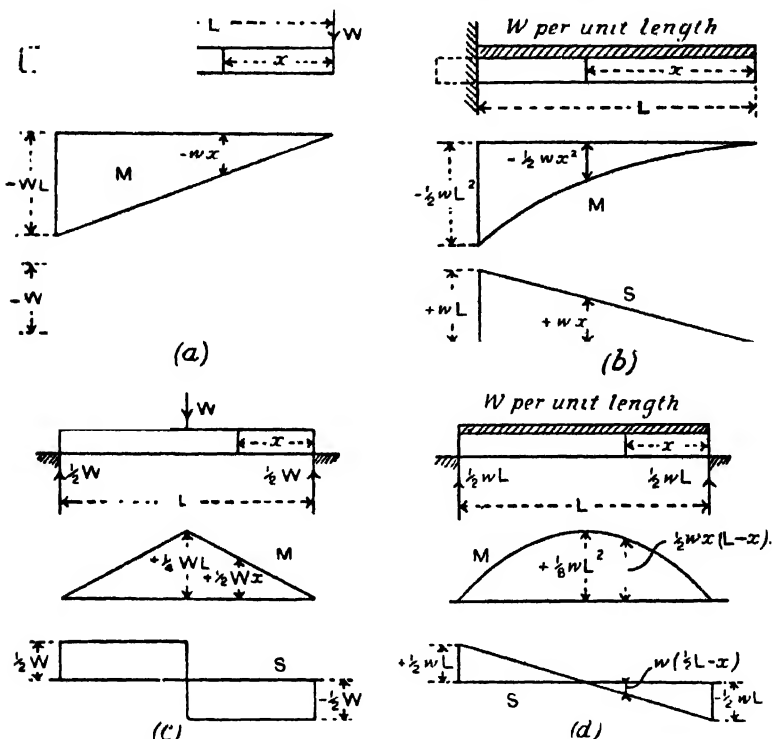 L
W
x
-wx
M
-WL
-W
(a)
W per unit length
x
L
-½wx²
-½wL²
M
S
+wL
+wx
(b)
W
x
½W
½W
L
M
+¼WL
+½Wx
½W
S
-½W
(c)
W per unit length
x
½wL
½wL
L
M
½wx(L-x).
+⅛wL²
+½wL
w(½L-x)
S
-½wL
(d)